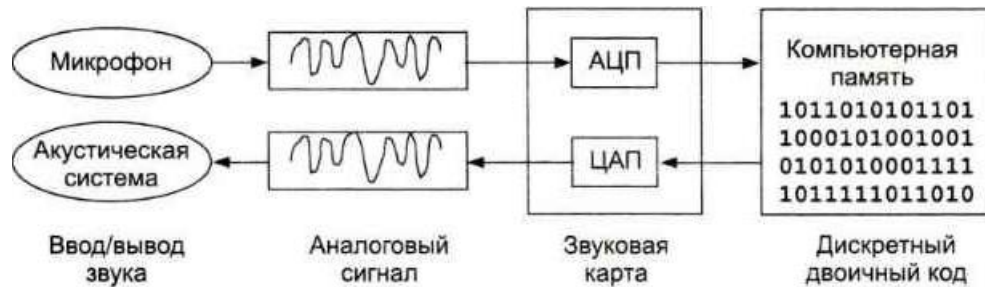 Микрофон
АЦП
Компьютерная
память
1011010101101
1000101001001
0101010001111
1011111011010
Акустическая
система
ЦАП
Ввод/вывод
звука
Аналоговый
сигнал
Звуковая
карта
Дискретный
двоичный код